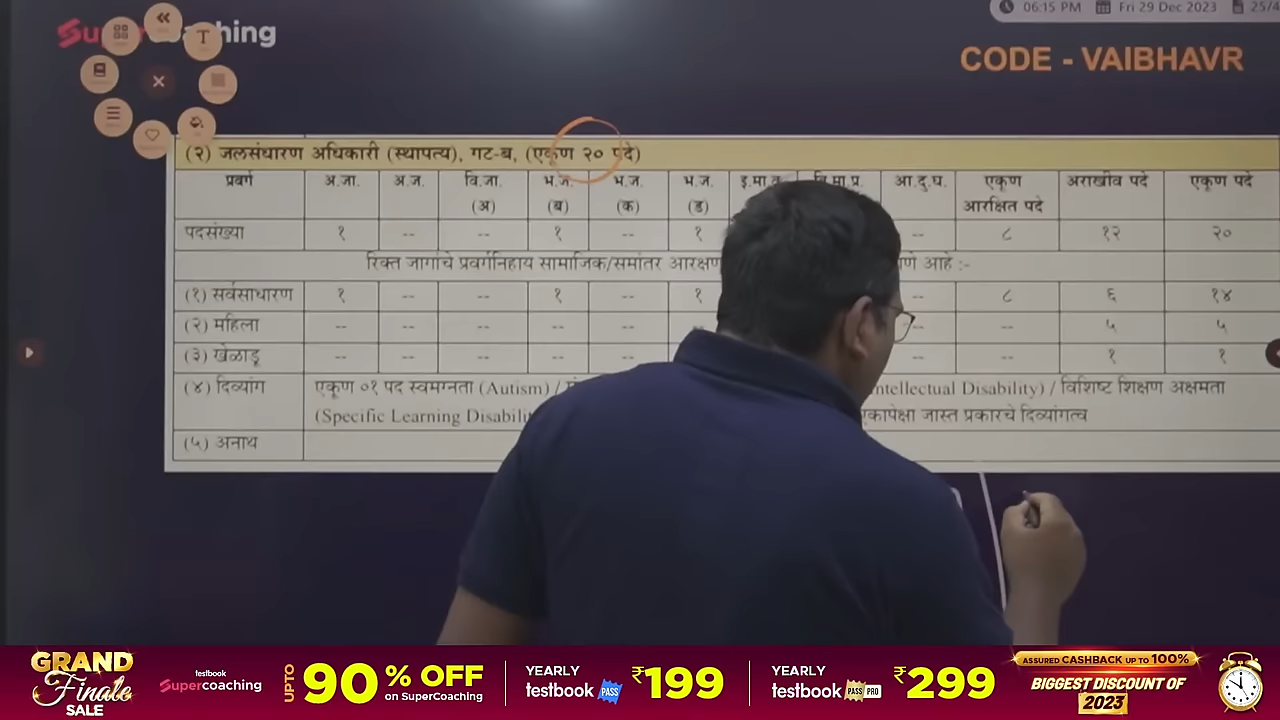 06:15 PM Fri 29 Dec 2023 25/4
SuperCoaching
CODE - VAIBHAVR
(२) जलसंधारण अधिकारी (स्थापत्य), गट-ब, (एकूण २० पदे)
प्रवर्ग अ.जा. अ.ज. वि.जा. (अ) भ.ज. (ब) भ.ज. (क) भ.ज. (ड) इ.मा.व. वि.मा.प्र. आ.दु.घ. एकूण आरक्षित पदे अराखीव पदे एकूण पदे
पदसंख्या १ -- -- १ -- १ -- ८ १२ २०
रिक्त जागांचे प्रवर्गनिहाय सामाजिक/समांतर आरक्षण आहे :-
(१) सर्वसाधारण १ -- -- १ -- १ -- ८ ६ १४
(२) महिला -- -- -- -- -- -- -- -- ५ ५
(३) खेळाडू -- -- -- -- -- -- -- १ १
(४) दिव्यांग एकूण ०१ पद स्वमग्नता (Autism) / Intellectual Disability) / विशिष्ट शिक्षण अक्षमता
(Specific Learning जास्त प्रकारचे दिव्यांगत्व
(५) अनाथ
GRAND Finale SALE
testbook Supercoaching
UPTO 90% OFF on SuperCoaching
YEARLY testbook PASS ₹199
YEARLY testbook PASS PRO ₹299
ASSURED CASHBACK UP TO 100%
BIGGEST DISCOUNT OF 2023